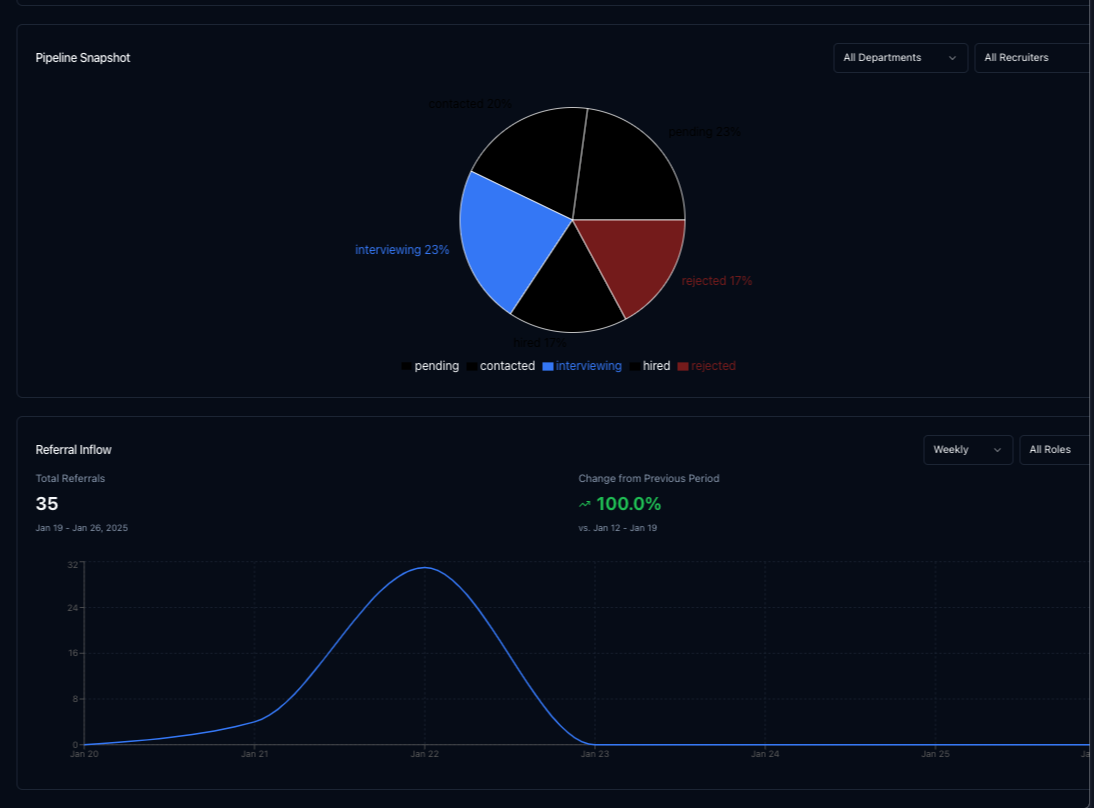 Pipeline Snapshot
All Departments
All Recruiters
contacted 20%
pending 23%
interviewing 23%
rejected 17%
hired 17%
pending contacted interviewing hired rejected
Referral Inflow
Weekly
All Roles
Total Referrals
Change from Previous Period
35
100.0%
Jan 19 - Jan 26, 2025
vs. Jan 12 - Jan 19
32
24
16
8
0
Jan 20 Jan 21 Jan 22 Jan 23 Jan 24 Jan 25 Ja